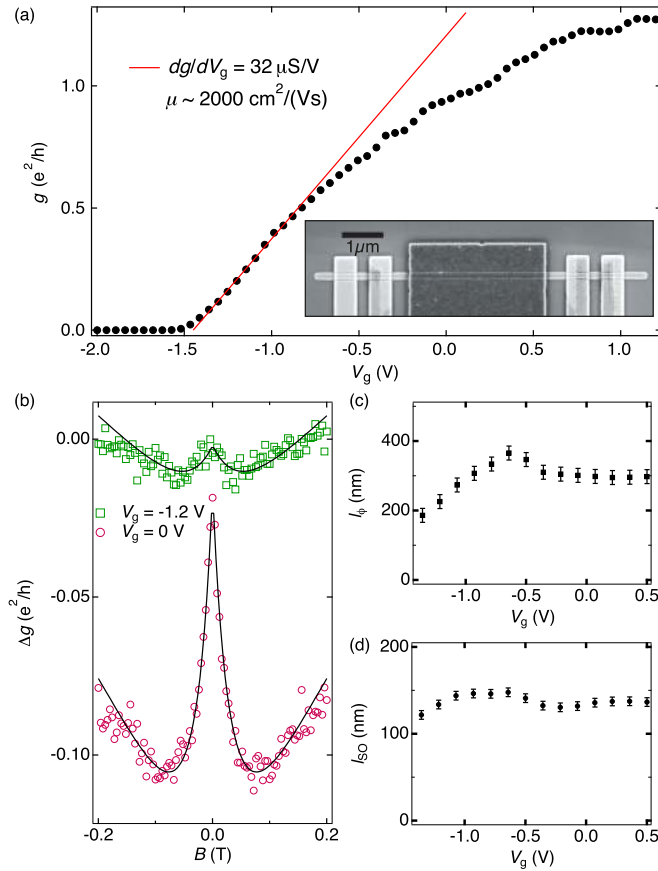 (a)
dg/dVg = 32 μS/V
μ ~ 2000 cm²/(Vs)
g (e²/h)
1.0
0.5
0.0
1μm
-2.0 -1.5 -1.0 -0.5 0.0 0.5 1.0
Vg (V)
(b)
0.00
-0.05
-0.10
Δg (e²/h)
Vg = -1.2 V
Vg = 0 V
-0.2 0.0 0.2
B (T)
(c)
400
200
0
lϕ (nm)
-1.0 -0.5 0.0 0.5
Vg (V)
(d)
200
100
0
lSO (nm)
-1.0 -0.5 0.0 0.5
Vg (V)